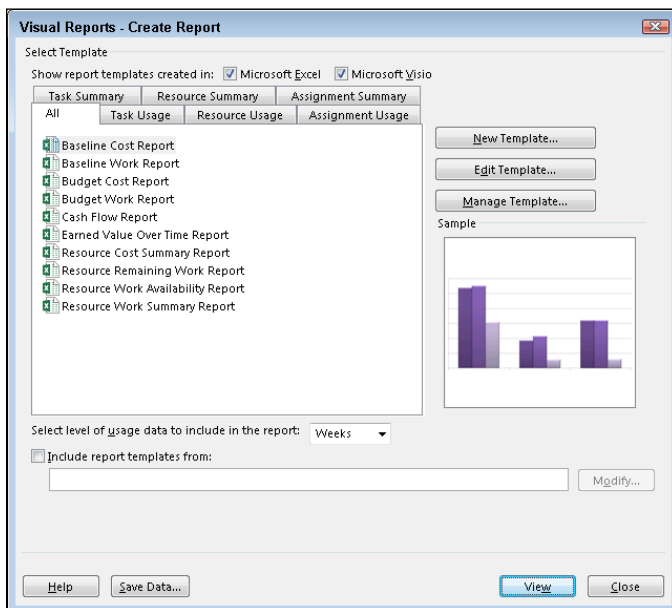 Visual Reports - Create Report
Select Template
Show report templates created in: Microsoft Excel Microsoft Visio
Task Summary Resource Summary Assignment Summary
All Task Usage Resource Usage Assignment Usage
Baseline Cost Report
Baseline Work Report
Budget Cost Report
Budget Work Report
Cash Flow Report
Earned Value Over Time Report
Resource Cost Summary Report
Resource Remaining Work Report
Resource Work Availability Report
Resource Work Summary Report
New Template...
Edit Template...
Manage Template...
Sample
Select level of usage data to include in the report: Weeks
Include report templates from:
Modify...
Help Save Data... View Close